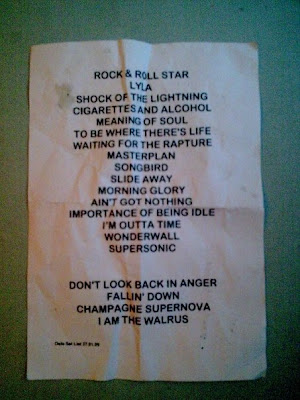 ROCK & ROLL STAR
LYLA
SHOCK OF THE LIGHTNING
CIGARETTES AND ALCOHOL
MEANING OF SOUL
TO BE WHERE THERE'S LIFE
WAITING FOR THE RAPTURE
MASTERPLAN
SONGBIRD
SLIDE AWAY
MORNING GLORY
AIN'T GOT NOTHING
IMPORTANCE OF BEING IDLE
I'M OUTTA TIME
WONDERWALL
SUPERSONIC
DON'T LOOK BACK IN ANGER
FALLIN' DOWN
CHAMPAGNE SUPERNOVA
I AM THE WALRUS
Set List